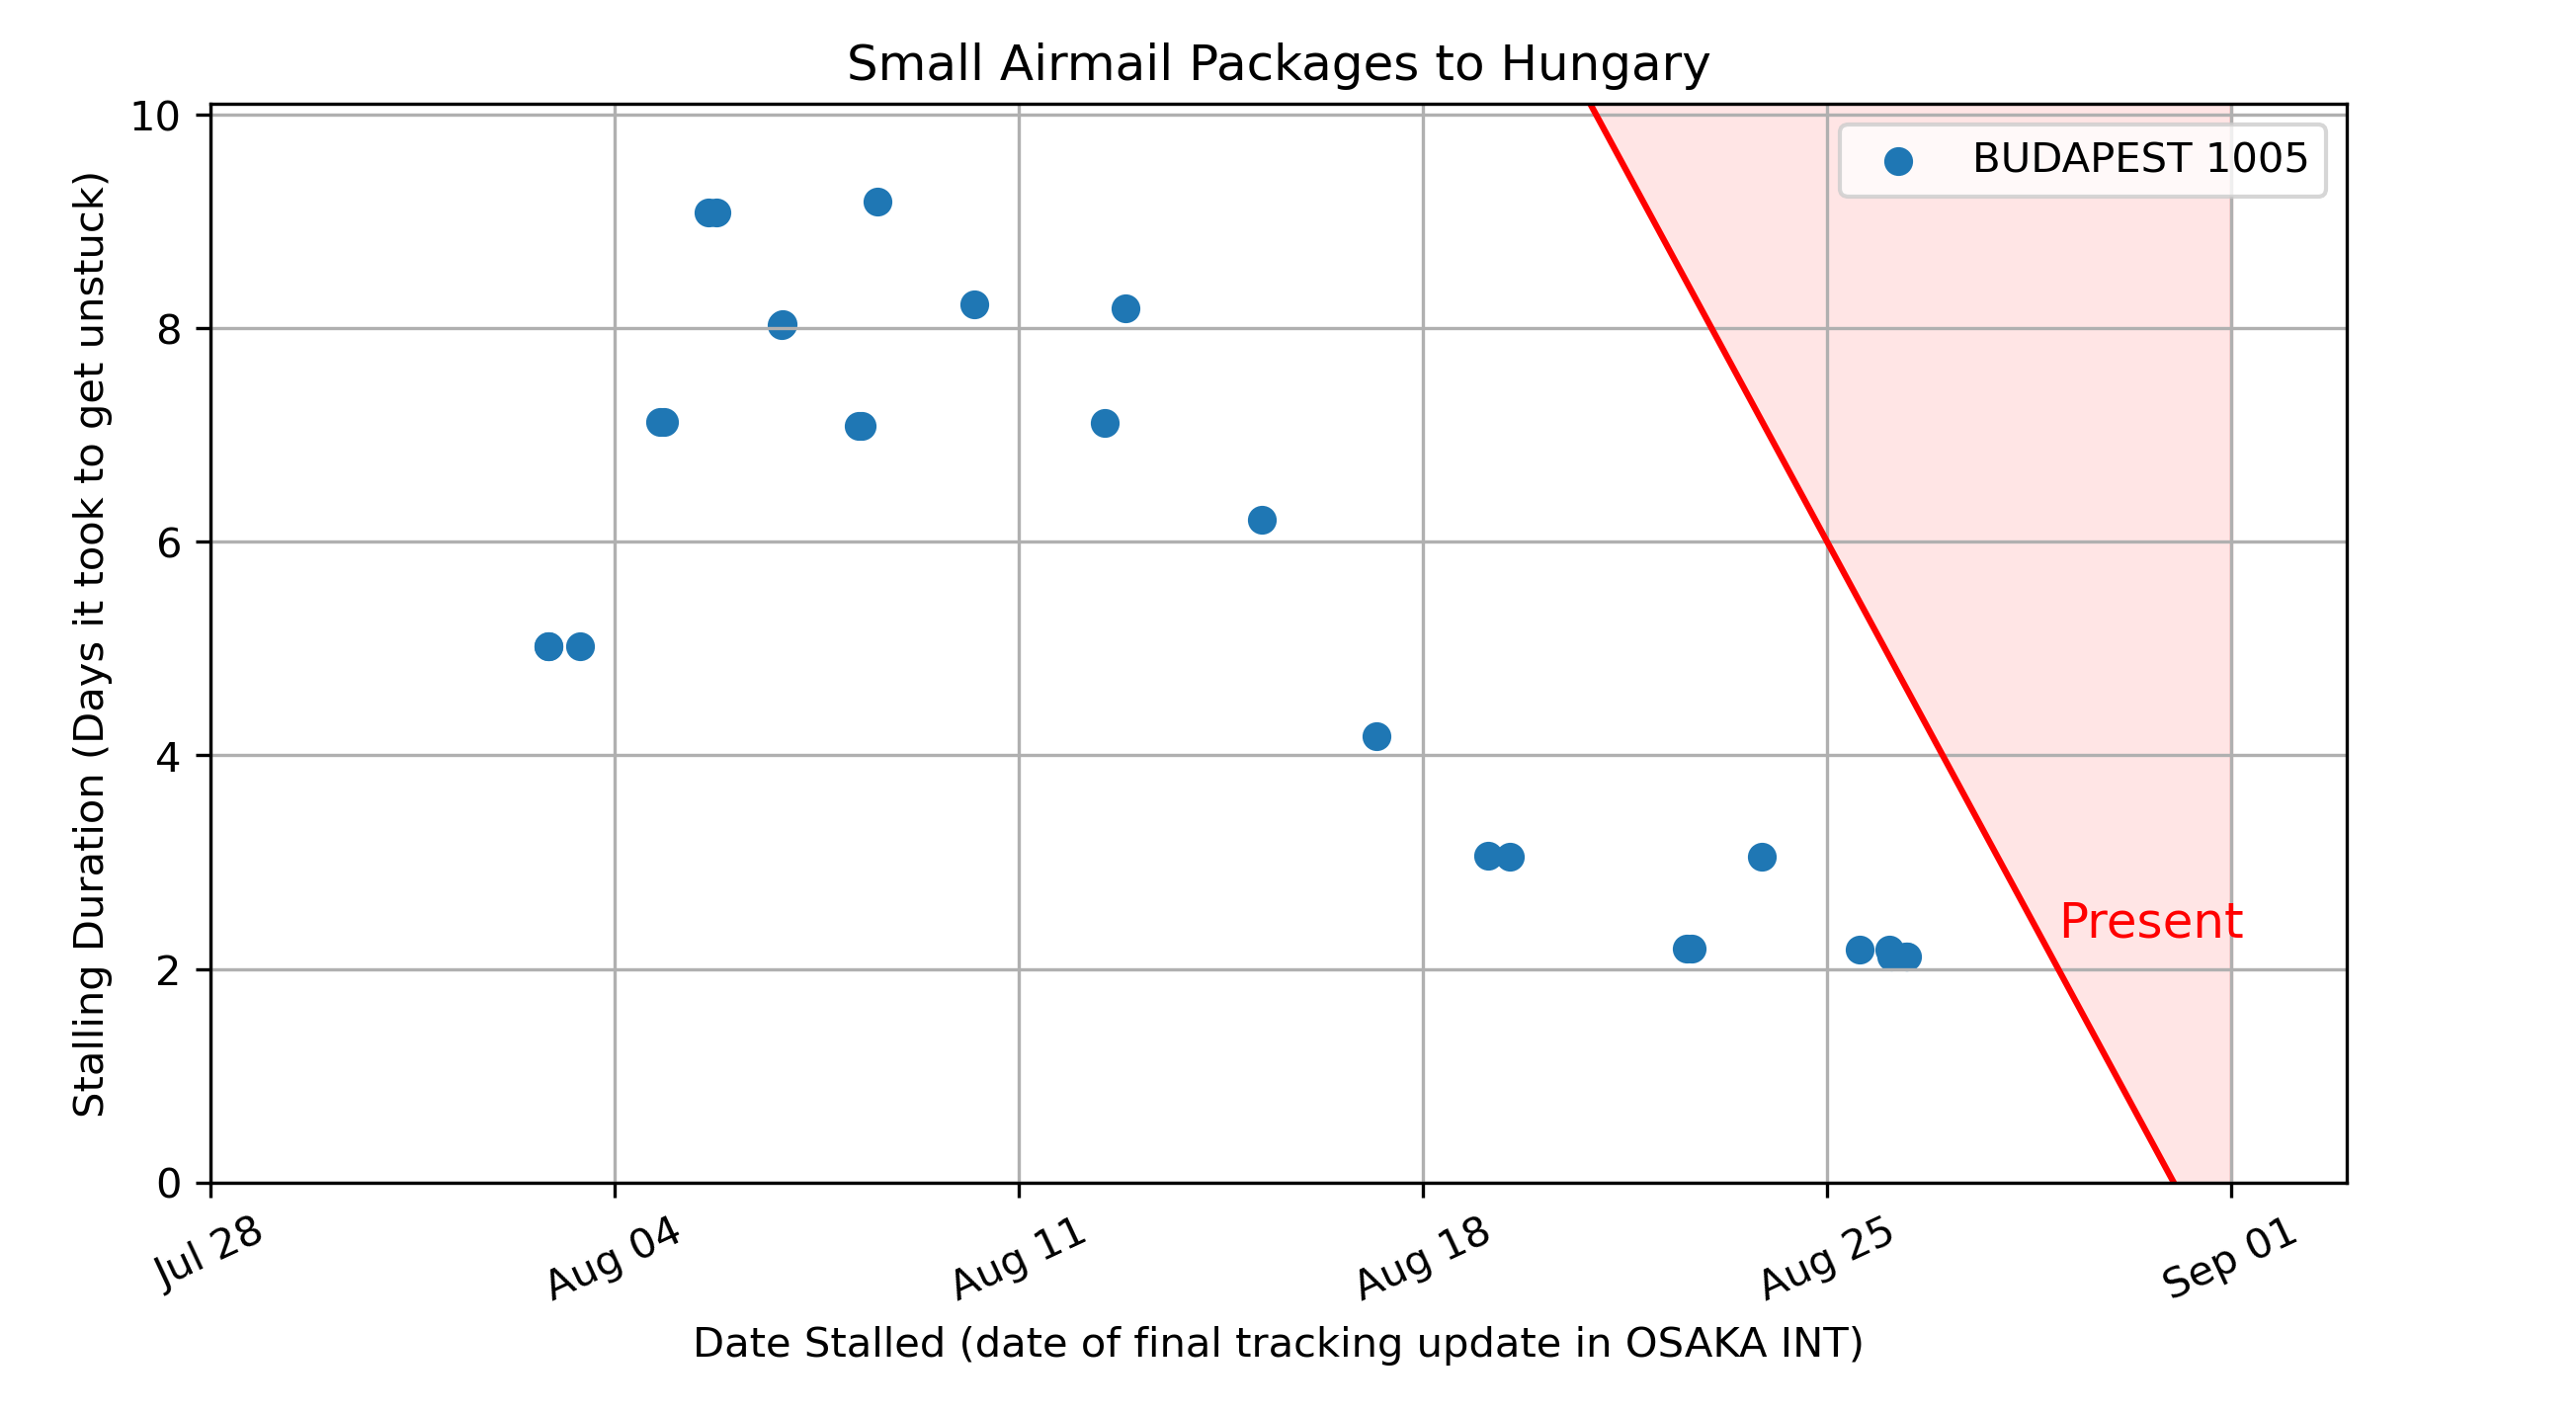 Small Airmail Packages to Hungary
Stalling Duration (Days it took to get unstuck)
10
8
6
4
2
0
BUDAPEST 1005
Present
Jul 28
Aug 04
Aug 11
Aug 18
Aug 25
Sep 01
Date Stalled (date of final tracking update in OSAKA INT)